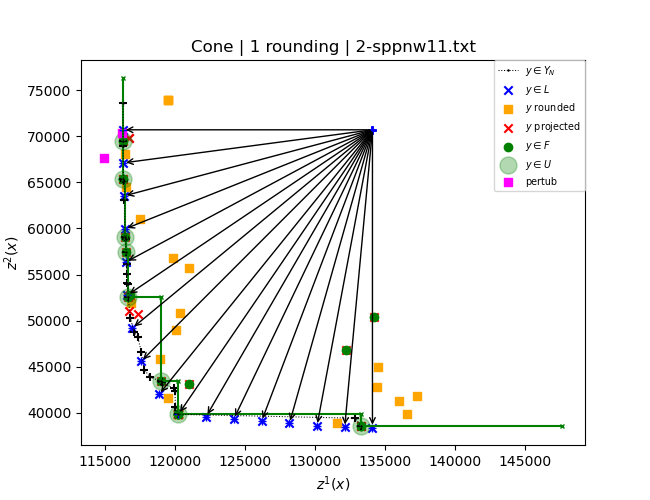 Cone | 1 rounding | 2-sppnw11.txt
z²(x)
75000
70000
65000
60000
55000
50000
45000
40000
115000 120000 125000 130000 135000 140000 145000
z¹(x)
y ∈ Y_N
y ∈ L
y rounded
y projected
y ∈ F
y ∈ U
pertub